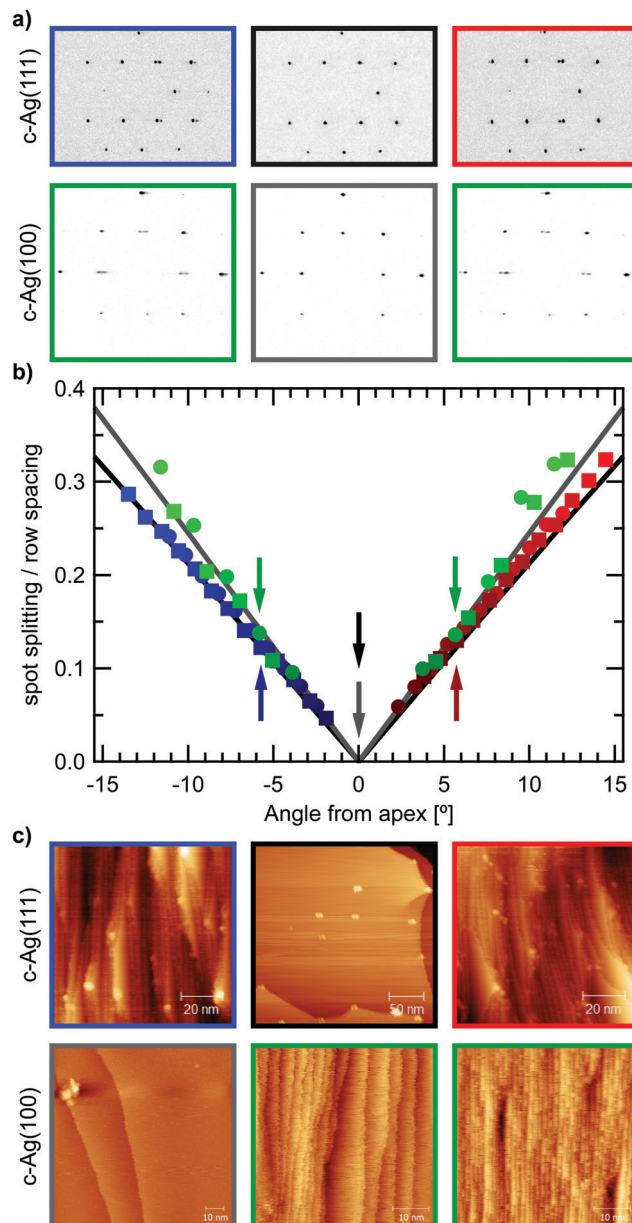 a)
c-Ag(111)
c-Ag(100)
b)
0.4
0.3
0.2
0.1
0.0
spot splitting / row spacing
-15 -10 -5 0 5 10 15
Angle from apex [º]
c)
c-Ag(111)
20 nm
50 nm
20 nm
c-Ag(100)
10 nm
10 nm
10 nm